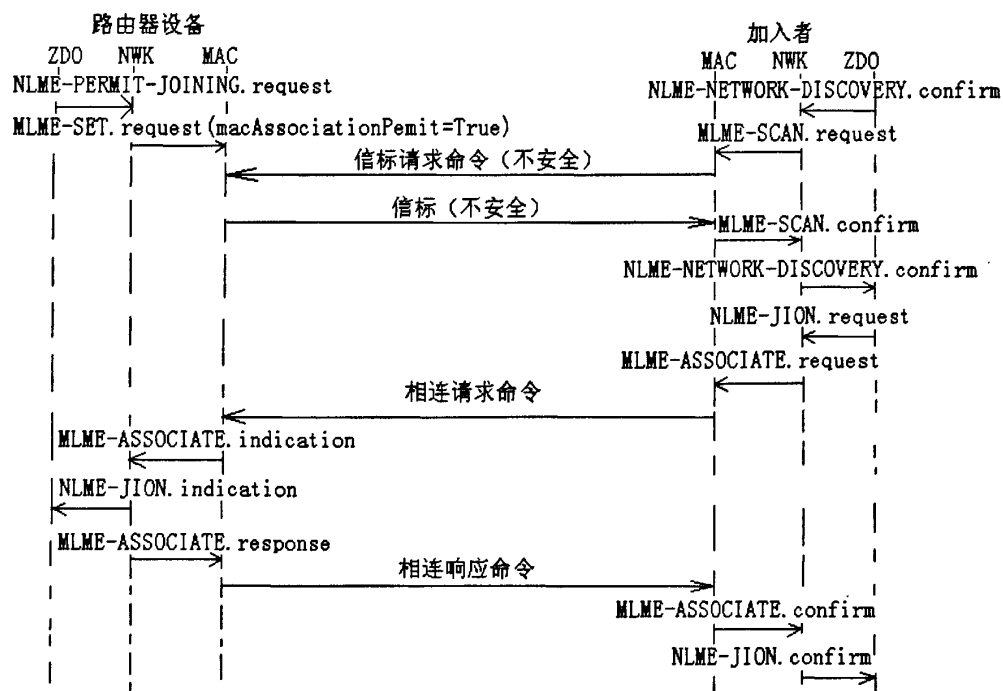 路由器设备
加入者
ZDO NWK MAC
MAC NWK ZDO
NLME-PERMIT-JOINING.request
NLME-NETWORK-DISCOVERY.confirm
MLME-SET.request(macAssociationPemit=True)
MLME-SCAN.request
信标请求命令(不安全)
信标(不安全)
MLME-SCAN.confirm
NLME-NETWORK-DISCOVERY.confirm
NLME-JION.request
MLME-ASSOCIATE.request
相连请求命令
MLME-ASSOCIATE.indication
NLME-JION.indication
MLME-ASSOCIATE.response
相连响应命令
MLME-ASSOCIATE.confirm
NLME-JION.confirm